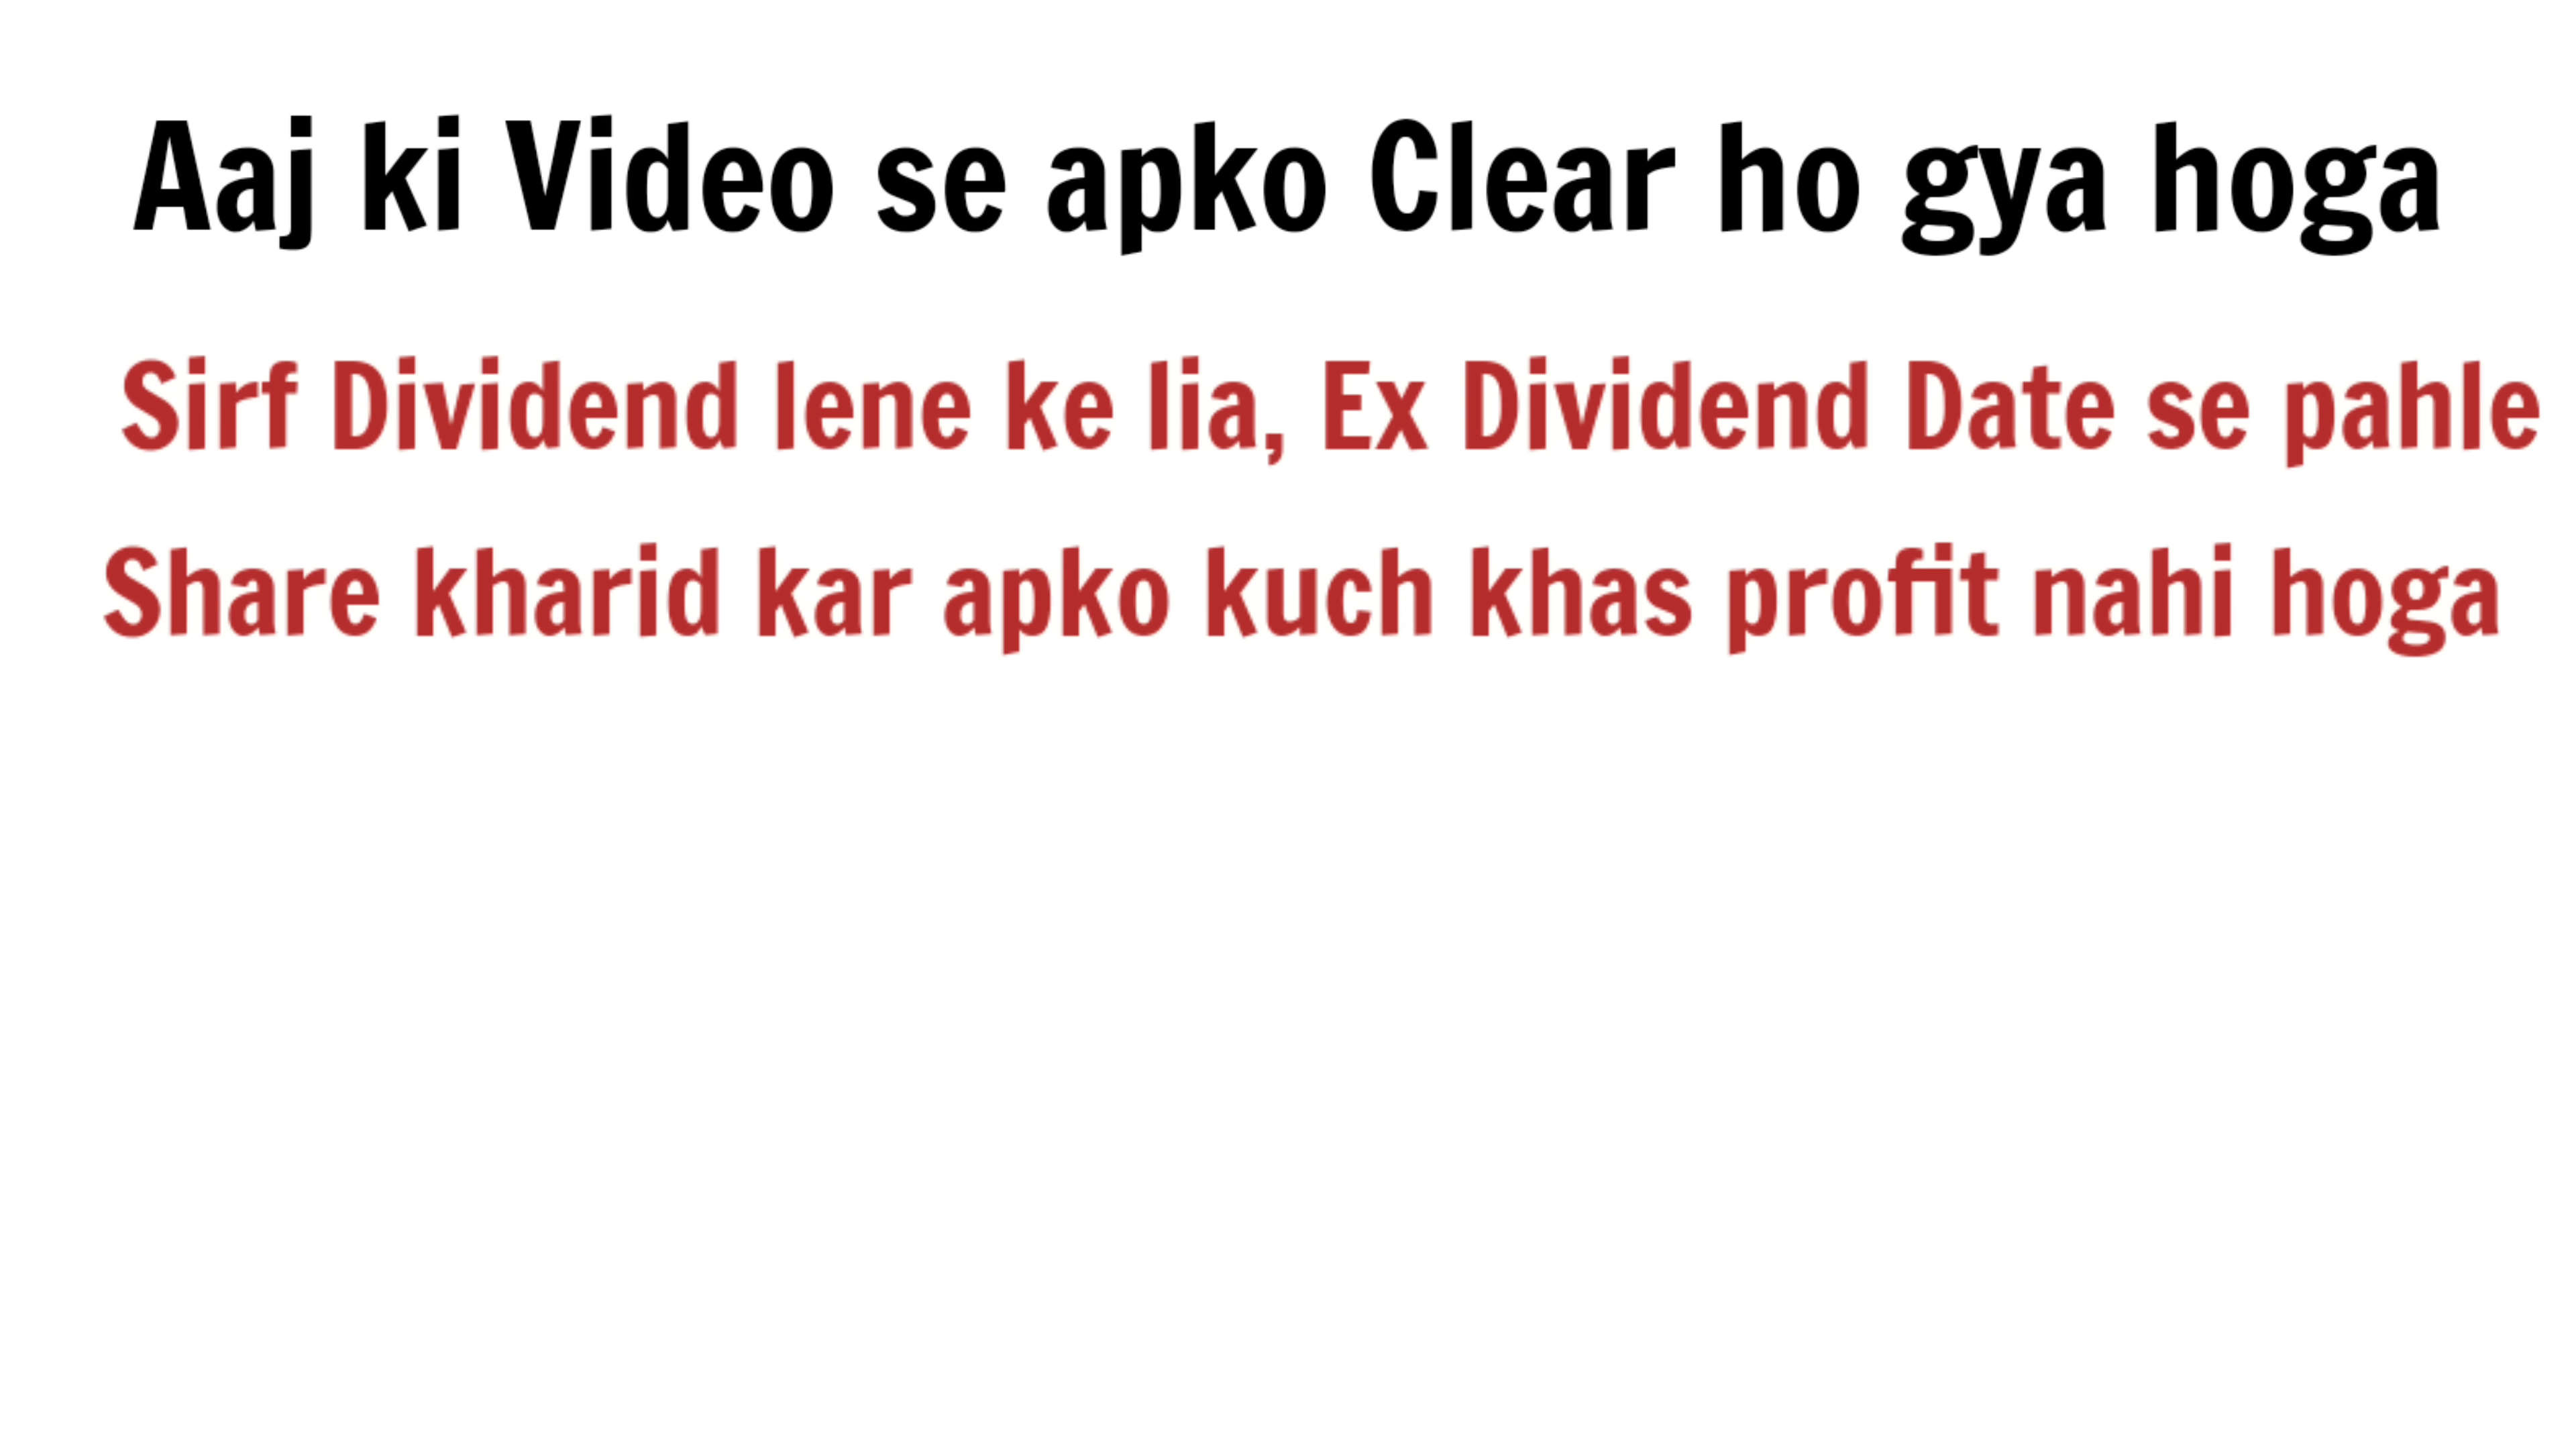 Aaj ki Video se apko Clear ho gya hoga
Sirf Dividend lene ke lia, Ex Dividend Date se pahle
Share kharid kar apko kuch khas profit nahi hoga